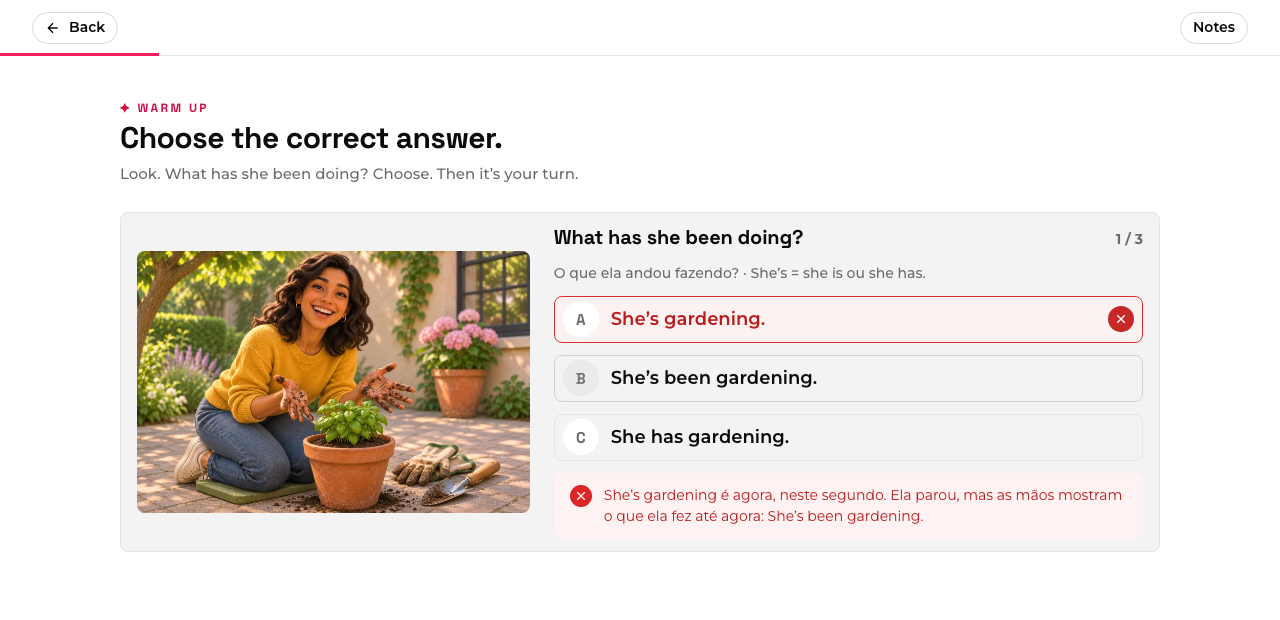 Back
Notes
WARM UP
Choose the correct answer.
Look. What has she been doing? Choose. Then it’s your turn.
What has she been doing?
1 / 3
O que ela andou fazendo? · She’s = she is ou she has.
A
She’s gardening.
B
She’s been gardening.
C
She has gardening.
She’s gardening é agora, neste segundo. Ela parou, mas as mãos mostram
o que ela fez até agora: She’s been gardening.